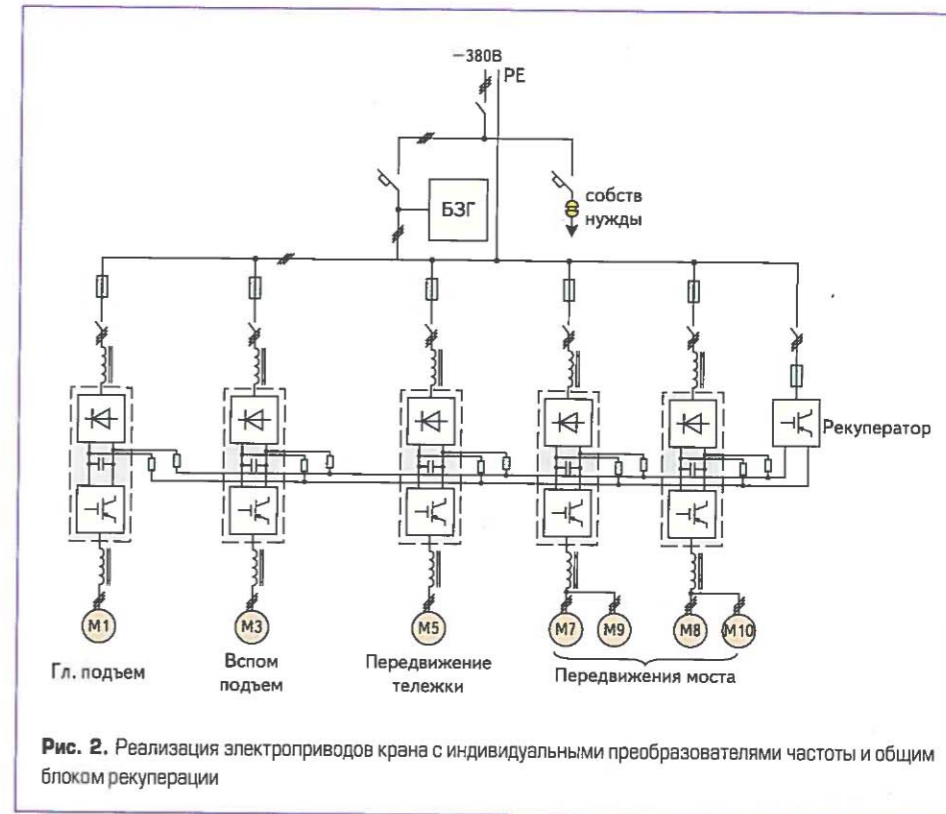 −380В
PE
БЗГ
собств
нужды
Рекуператор
М1
М3
М5
М7
М9
М8
М10
Гл. подъем
Вспом
подъем
Передвижение
тележки
Передвижения моста
Рис. 2. Реализация электроприводов крана с индивидуальными преобразователями частоты и общим
блоком рекуперации